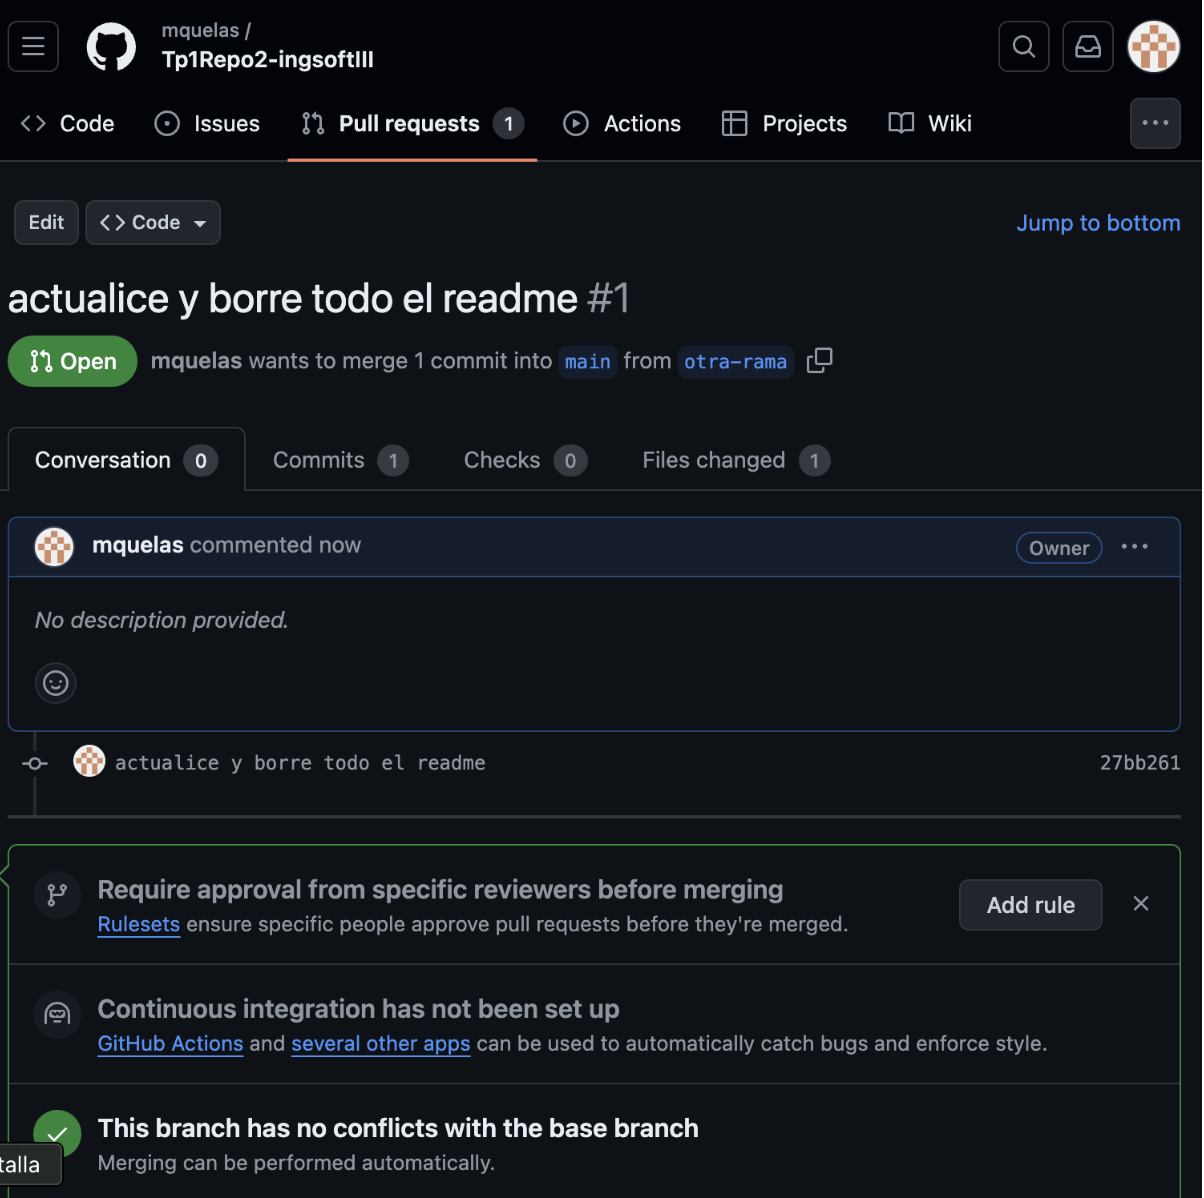 mquelas /
Tp1Repo2-ingsoftIII
Code
Issues
Pull requests 1
Actions
Projects
Wiki
Edit
Code
Jump to bottom
actualice y borre todo el readme #1
Open
mquelas wants to merge 1 commit into main from otra-rama
Conversation 0
Commits 1
Checks 0
Files changed 1
mquelas commented now
Owner
No description provided.
actualice y borre todo el readme
27bb261
Require approval from specific reviewers before merging
Rulesets ensure specific people approve pull requests before they're merged.
Add rule
Continuous integration has not been set up
GitHub Actions and several other apps can be used to automatically catch bugs and enforce style.
This branch has no conflicts with the base branch
Merging can be performed automatically.
talla